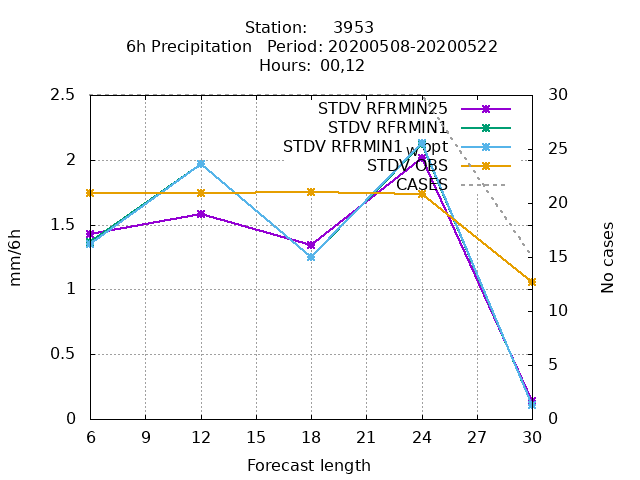 Station: 3953
6h Precipitation Period: 20200508-20200522
Hours: 00,12
2.5
2
1.5
1
0.5
0
30
25
20
15
10
5
0
STDV RFRMIN25
STDV RFRMIN1
STDV RFRMIN1_wppt
STDV OBS
CASES
mm/6h
No cases
6 9 12 15 18 21 24 27 30
Forecast length